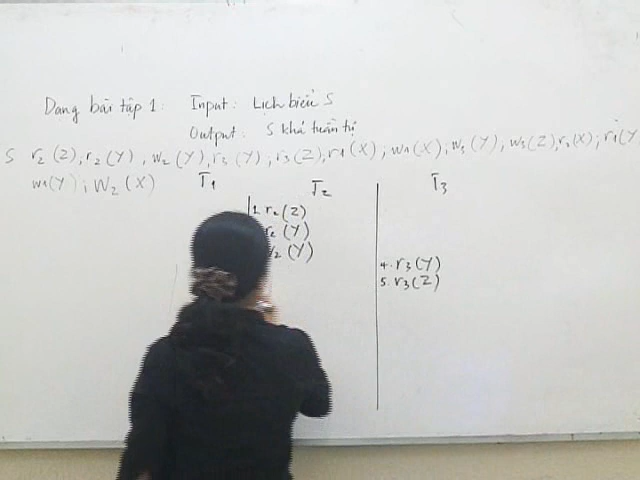 Dạng bài tập 1: Input: Lịch biểu S
Output: S khả tuần tự
S r2(Z); r2(Y); w2(Y); r3(Y); r3(Z); r1(X); w1(X); w3(Y); w3(Z); r2(X); r1(Y)
w1(Y); W2(X)
T1 T2 T3
1. r2(Z)
r2(Y)
2(Y)
4. r3(Y)
5. r3(Z)